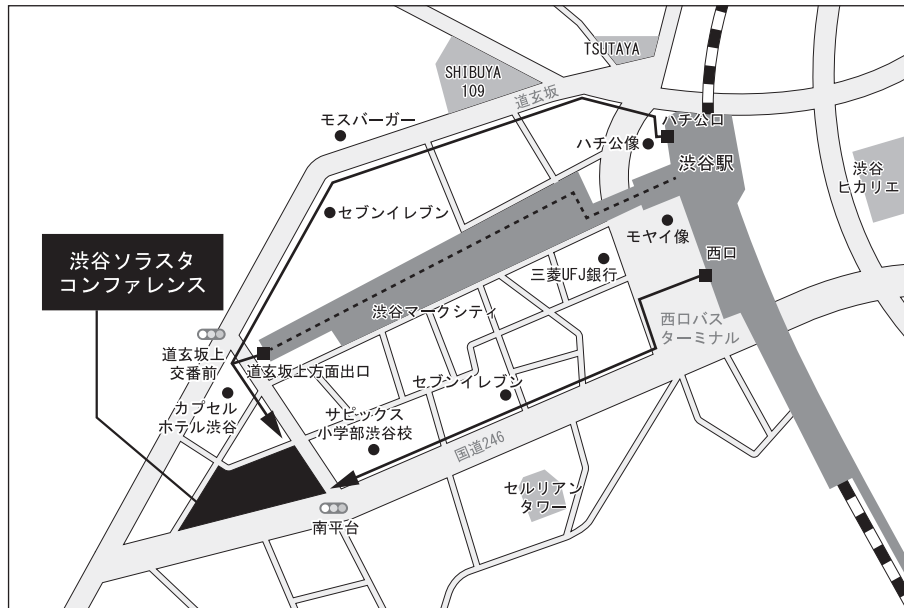 TSUTAYA
SHIBUYA
109
道玄坂
モスバーガー
ハチ公口
ハチ公像
渋谷駅
渋谷
ヒカリエ
セブンイレブン
モヤイ像
西口
渋谷ソラスタ
コンファレンス
三菱UFJ銀行
渋谷マークシティ
西口バス
ターミナル
道玄坂上
交番前
道玄坂上方面出口
セブンイレブン
カプセル
ホテル渋谷
サピックス
小学部渋谷校
国道246
セルリアン
タワー
南平台